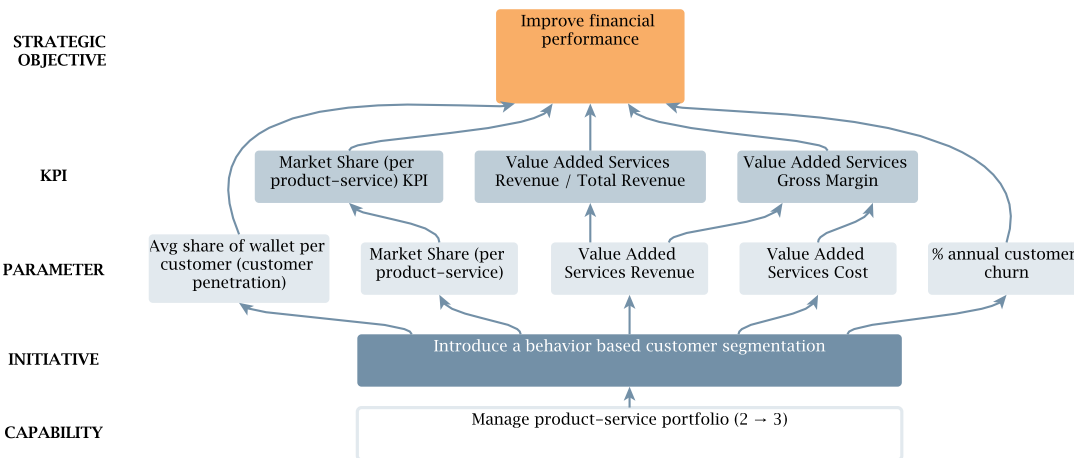 STRATEGIC
OBJECTIVE
Improve financial
performance
KPI
Market Share (per
product-service) KPI
Value Added Services
Revenue / Total Revenue
Value Added Services
Gross Margin
PARAMETER
Avg share of wallet per
customer (customer
penetration)
Market Share (per
product-service)
Value Added
Services Revenue
Value Added
Services Cost
% annual customer
churn
INITIATIVE
Introduce a behavior based customer segmentation
CAPABILITY
Manage product-service portfolio (2 → 3)